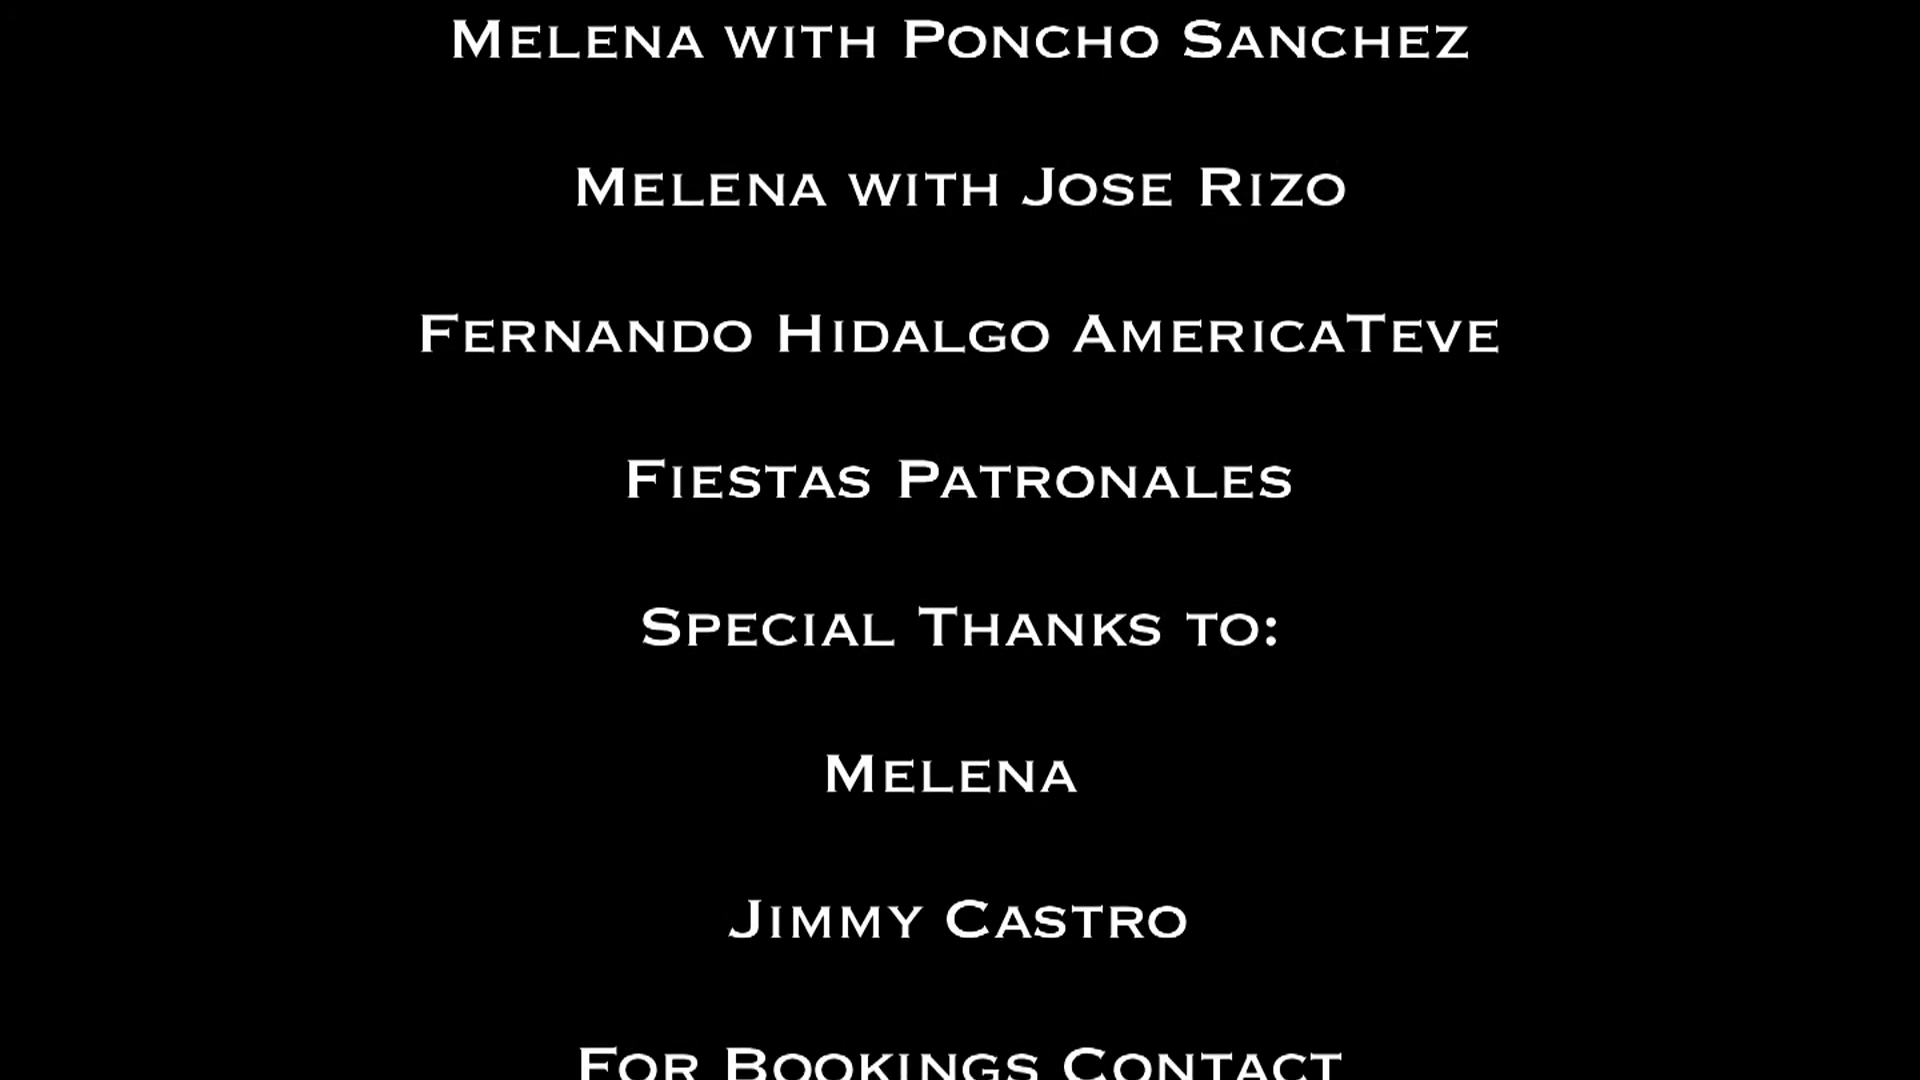 Melena with Poncho Sanchez
Melena with Jose Rizo
Fernando Hidalgo AmericaTeve
Fiestas Patronales
Special Thanks to:
Melena
Jimmy Castro
For Bookings Contact